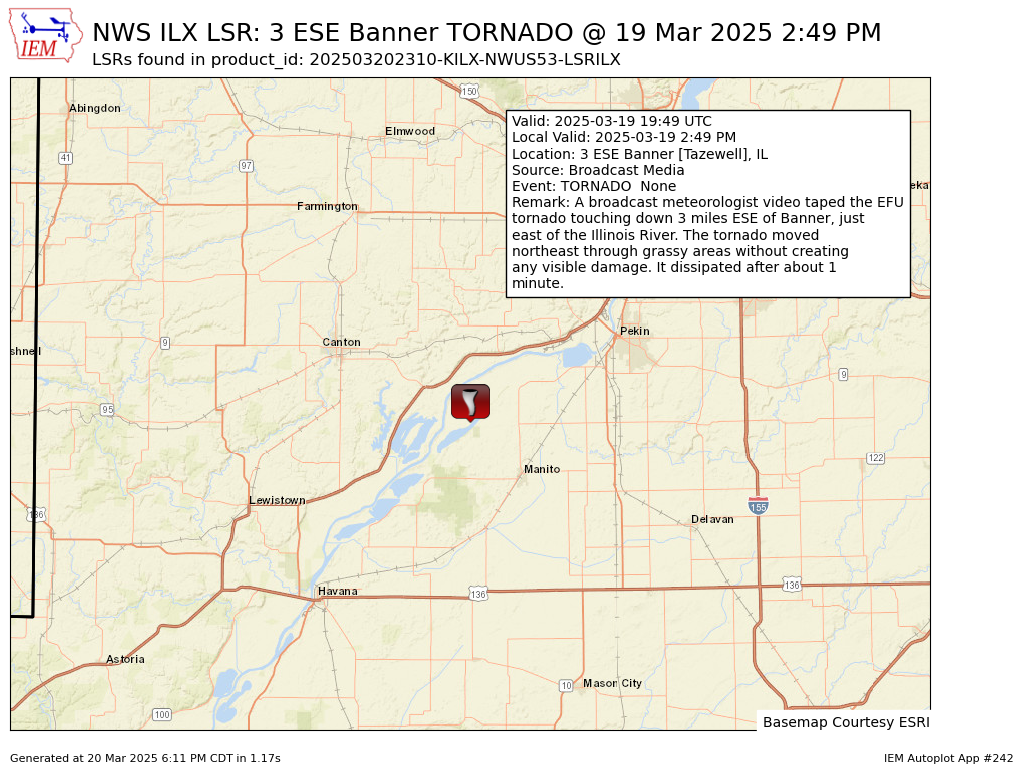 IEM
NWS ILX LSR: 3 ESE Banner TORNADO @ 19 Mar 2025 2:49 PM
LSRs found in product_id: 202503202310-KILX-NWUS53-LSRILX
150
Abingdon
Elmwood
Valid: 2025-03-19 19:49 UTC
Local Valid: 2025-03-19 2:49 PM
Location: 3 ESE Banner [Tazewell], IL
Source: Broadcast Media
Event: TORNADO  None
Remark: A broadcast meteorologist video taped the EFU
tornado touching down 3 miles ESE of Banner, just
east of the Illinois River. The tornado moved
northeast through grassy areas without creating
any visible damage. It dissipated after about 1
minute.
41
97
eka
Farmington
Pekin
Canton
9
shnell
9
95
122
Manito
Lewistown
155
136
Delavan
136
Havana
136
Astoria
10
Mason City
100
Basemap Courtesy ESRI
Generated at 20 Mar 2025 6:11 PM CDT in 1.17s
IEM Autoplot App #242